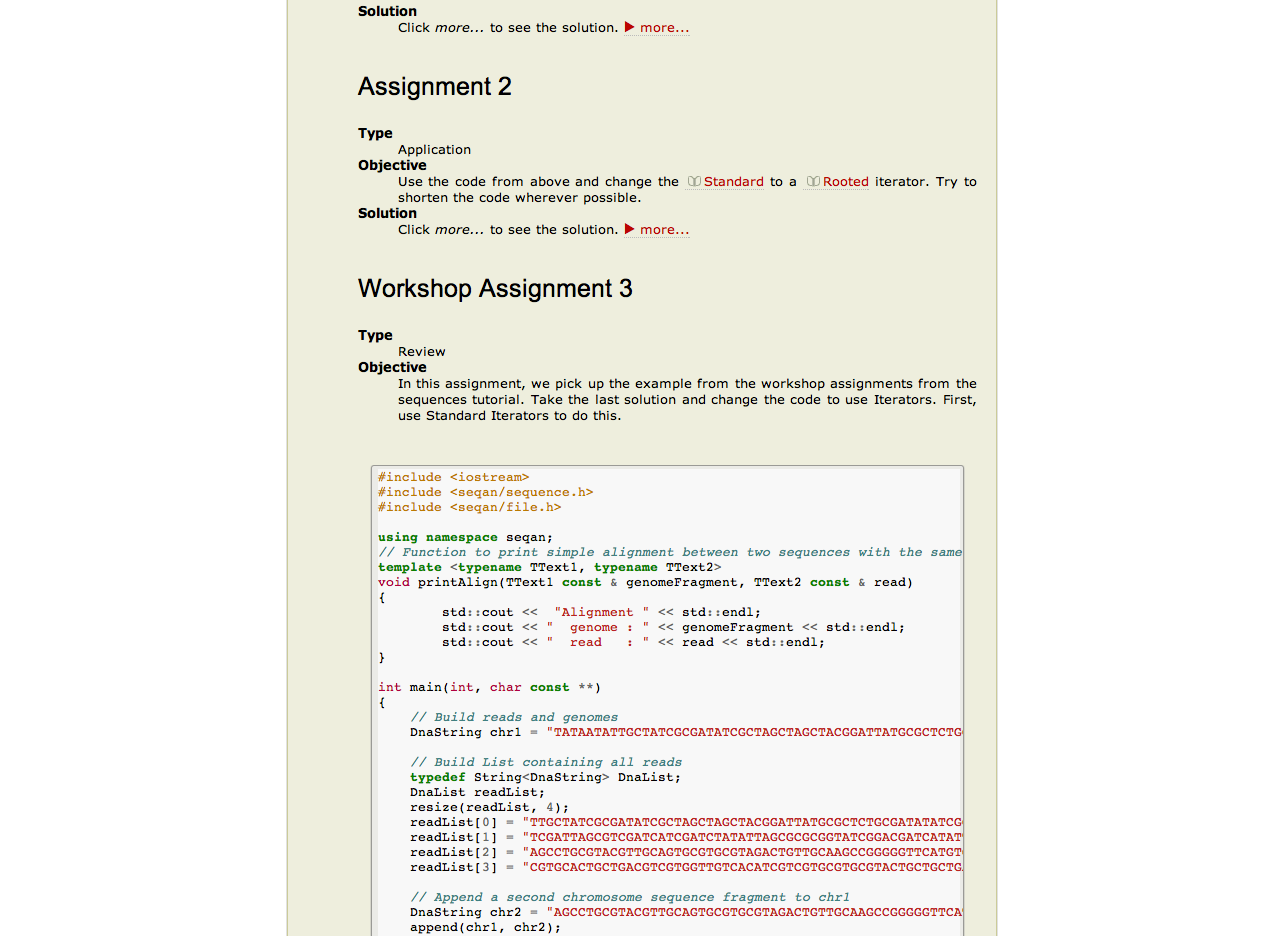 Solution
Click more... to see the solution. ▶ more...
Assignment 2
Type
Application
Objective
Use the code from above and change the Standard to a Rooted iterator. Try to
shorten the code wherever possible.
Solution
Click more... to see the solution. ▶ more...
Workshop Assignment 3
Type
Review
Objective
In this assignment, we pick up the example from the workshop assignments from the
sequences tutorial. Take the last solution and change the code to use Iterators. First,
use Standard Iterators to do this.
#include <iostream>
#include <seqan/sequence.h>
#include <seqan/file.h>
using namespace seqan;
// Function to print simple alignment between two sequences with the same
template <typename TText1, typename TText2>
void printAlign(TText1 const & genomeFragment, TText2 const & read)
{
        std::cout <<  "Alignment " << std::endl;
        std::cout << "  genome : " << genomeFragment << std::endl;
        std::cout << "  read   : " << read << std::endl;
}
int main(int, char const **)
{
    // Build reads and genomes
    DnaString chr1 = "TATAATATTGCTATCGCGATATCGCTAGCTAGCTACGGATTATGCGCTCTG
    // Build List containing all reads
    typedef String<DnaString> DnaList;
    DnaList readList;
    resize(readList, 4);
    readList[0] = "TTGCTATCGCGATATCGCTAGCTAGCTACGGATTATGCGCTCTGCGATATATCG
    readList[1] = "TCGATTAGCGTCGATCATCGATCTATATTAGCGCGCGGTATCGGACGATCATAT
    readList[2] = "AGCCTGCGTACGTTGCAGTGCGTGCGTAGACTGTTGCAAGCCGGGGGTTCATGT
    readList[3] = "CGTGCACTGCTGACGTCGTGGTTGTCACATCGTCGTGCGTGCGTACTGCTGCTG
    // Append a second chromosome sequence fragment to chr1
    DnaString chr2 = "AGCCTGCGTACGTTGCAGTGCGTGCGTAGACTGTTGCAAGCCGGGGGTTCA
    append(chr1, chr2);